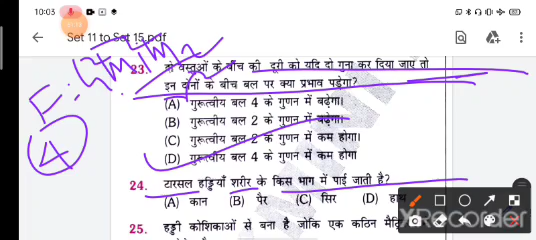 10:03
Set 11 to Set 15.pdf
23. दो वस्तुओं के बीच की दूरी को यदि दो गुना कर दिया जाए तो
इन दोनों के बीच बल पर क्या प्रभाव पड़ेगा?
(A) गुरूत्वीय बल 4 के गुणन में बढ़ेगा।
(B) गुरूत्वीय बल 2 के गुणन में बढ़ेगा।
(C) गुरूत्वीय बल 2 के गुणन में कम होगा।
(D) गुरूत्वीय बल 4 के गुणन में कम होगा
4
24. टारसल हड्डियाँ शरीर के किस भाग में पाई जाती है?
(A) कान (B) पैर (C) सिर (D) हाथ
25. हड्डी कोशिकाओं से बना है जोकि एक कठिन